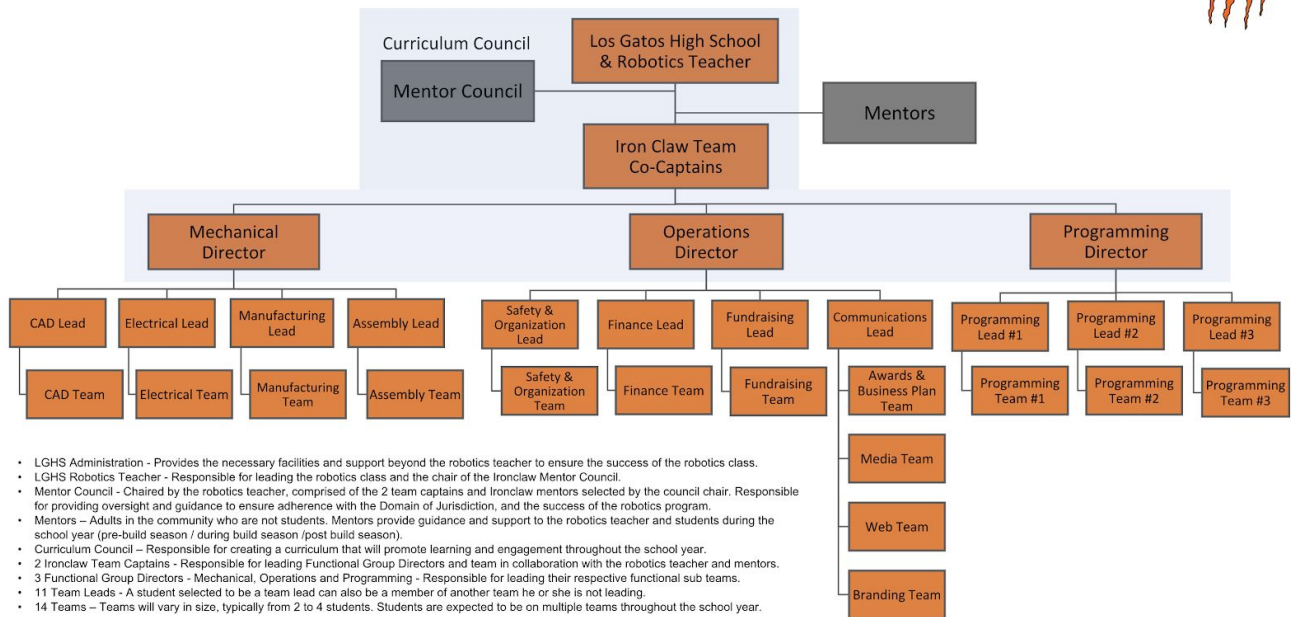 Curriculum Council
Los Gatos High School
& Robotics Teacher
Mentor Council
Mentors
Iron Claw Team
Co-Captains
Mechanical
Director
Operations
Director
Programming
Director
CAD Lead
Electrical Lead
Manufacturing
Lead
Assembly Lead
Safety &
Organization
Lead
Finance Lead
Fundraising
Lead
Communications
Lead
Programming
Lead #1
Programming
Lead #2
Programming
Lead #3
CAD Team
Electrical Team
Manufacturing
Team
Assembly Team
Safety &
Organization
Team
Finance Team
Fundraising
Team
Awards &
Business Plan
Team
Programming
Team #1
Programming
Team #2
Programming
Team #3
Media Team
Web Team
Branding Team
• LGHS Administration - Provides the necessary facilities and support beyond the robotics teacher to ensure the success of the robotics class.
• LGHS Robotics Teacher - Responsible for leading the robotics class and the chair of the Ironclaw Mentor Council.
• Mentor Council - Chaired by the robotics teacher, comprised of the 2 team captains and Ironclaw mentors selected by the council chair. Responsible
for providing oversight and guidance to ensure adherence with the Domain of Jurisdiction, and the success of the robotics program.
• Mentors – Adults in the community who are not students. Mentors provide guidance and support to the robotics teacher and students during the
school year (pre-build season / during build season /post build season).
• Curriculum Council – Responsible for creating a curriculum that will promote learning and engagement throughout the school year.
• 2 Ironclaw Team Captains - Responsible for leading Functional Group Directors and team in collaboration with the robotics teacher and mentors.
• 3 Functional Group Directors - Mechanical, Operations and Programming - Responsible for leading their respective functional sub teams.
• 11 Team Leads - A student selected to be a team lead can also be a member of another team he or she is not leading.
• 14 Teams – Teams will vary in size, typically from 2 to 4 students. Students are expected to be on multiple teams throughout the school year.